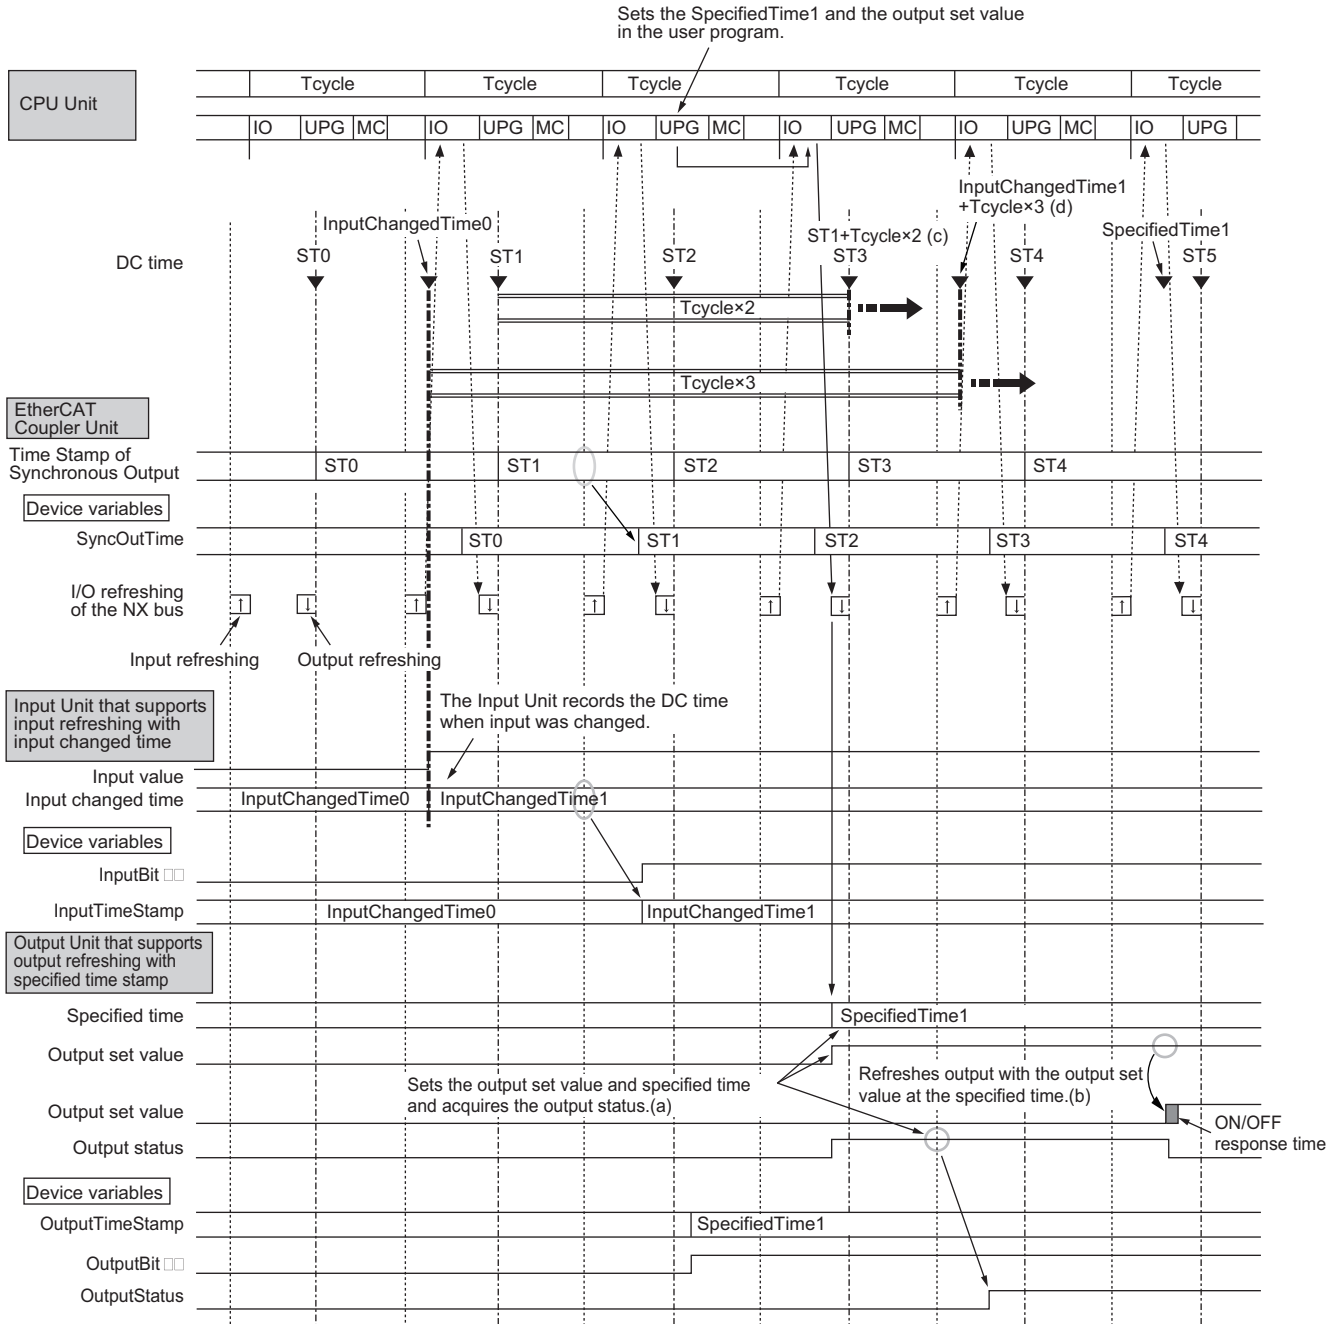 Sets the SpecifiedTime1 and the output set value
in the user program.
CPU Unit
Tcycle Tcycle Tcycle Tcycle Tcycle Tcycle
IO UPG MC IO UPG MC IO UPG MC IO UPG MC IO UPG MC IO UPG
InputChangedTime1
+Tcycle×3 (d)
InputChangedTime0
ST1+Tcycle×2 (c)
SpecifiedTime1
DC time
ST0 ST1 ST2 ST3 ST4 ST5
Tcycle×2
Tcycle×3
EtherCAT
Coupler Unit
Time Stamp of
Synchronous Output
ST0 ST1 ST2 ST3 ST4
Device variables
SyncOutTime
ST0 ST1 ST2 ST3 ST4
I/O refreshing
of the NX bus
↑ ↓ ↑ ↓ ↑ ↓ ↑ ↓ ↑ ↓ ↑ ↓
Input refreshing
Output refreshing
Input Unit that supports
input refreshing with
input changed time
The Input Unit records the DC time
when input was changed.
Input value
Input changed time
InputChangedTime0 InputChangedTime1
Device variables
InputBit □□
InputTimeStamp
InputChangedTime0 InputChangedTime1
Output Unit that supports
output refreshing with
specified time stamp
Specified time
SpecifiedTime1
Output set value
Sets the output set value and specified time
and acquires the output status.(a)
Refreshes output with the output set
value at the specified time.(b)
Output set value
ON/OFF
response time
Output status
Device variables
OutputTimeStamp
SpecifiedTime1
OutputBit □□
OutputStatus